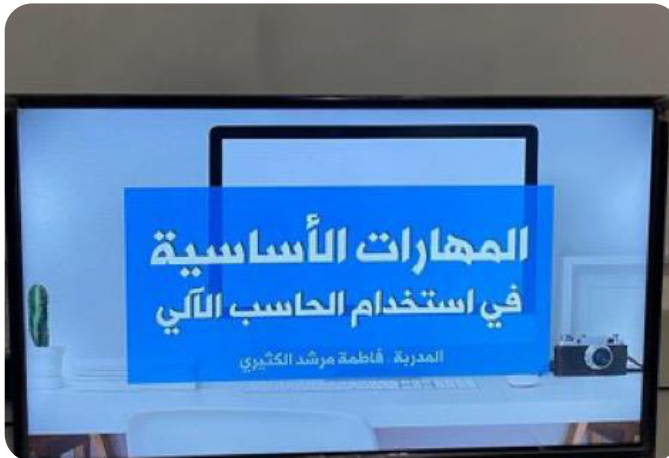 المهارات الأساسية
في استخدام الحاسب الآلي
المدربة . فاطمة مرشد الكثيري